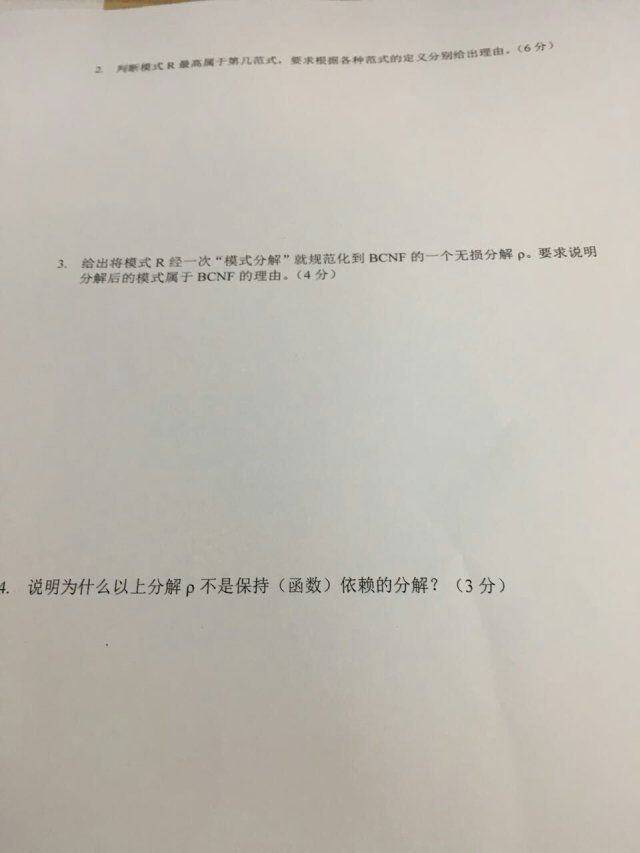 2. 判断模式 R 最高属于第几范式，要求根据各种范式的定义分别给出理由。（6 分）
3. 给出将模式 R 经一次“模式分解”就规范化到 BCNF 的一个无损分解 ρ。要求说明
分解后的模式属于 BCNF 的理由。（4 分）
4. 说明为什么以上分解 ρ 不是保持（函数）依赖的分解？（3 分）